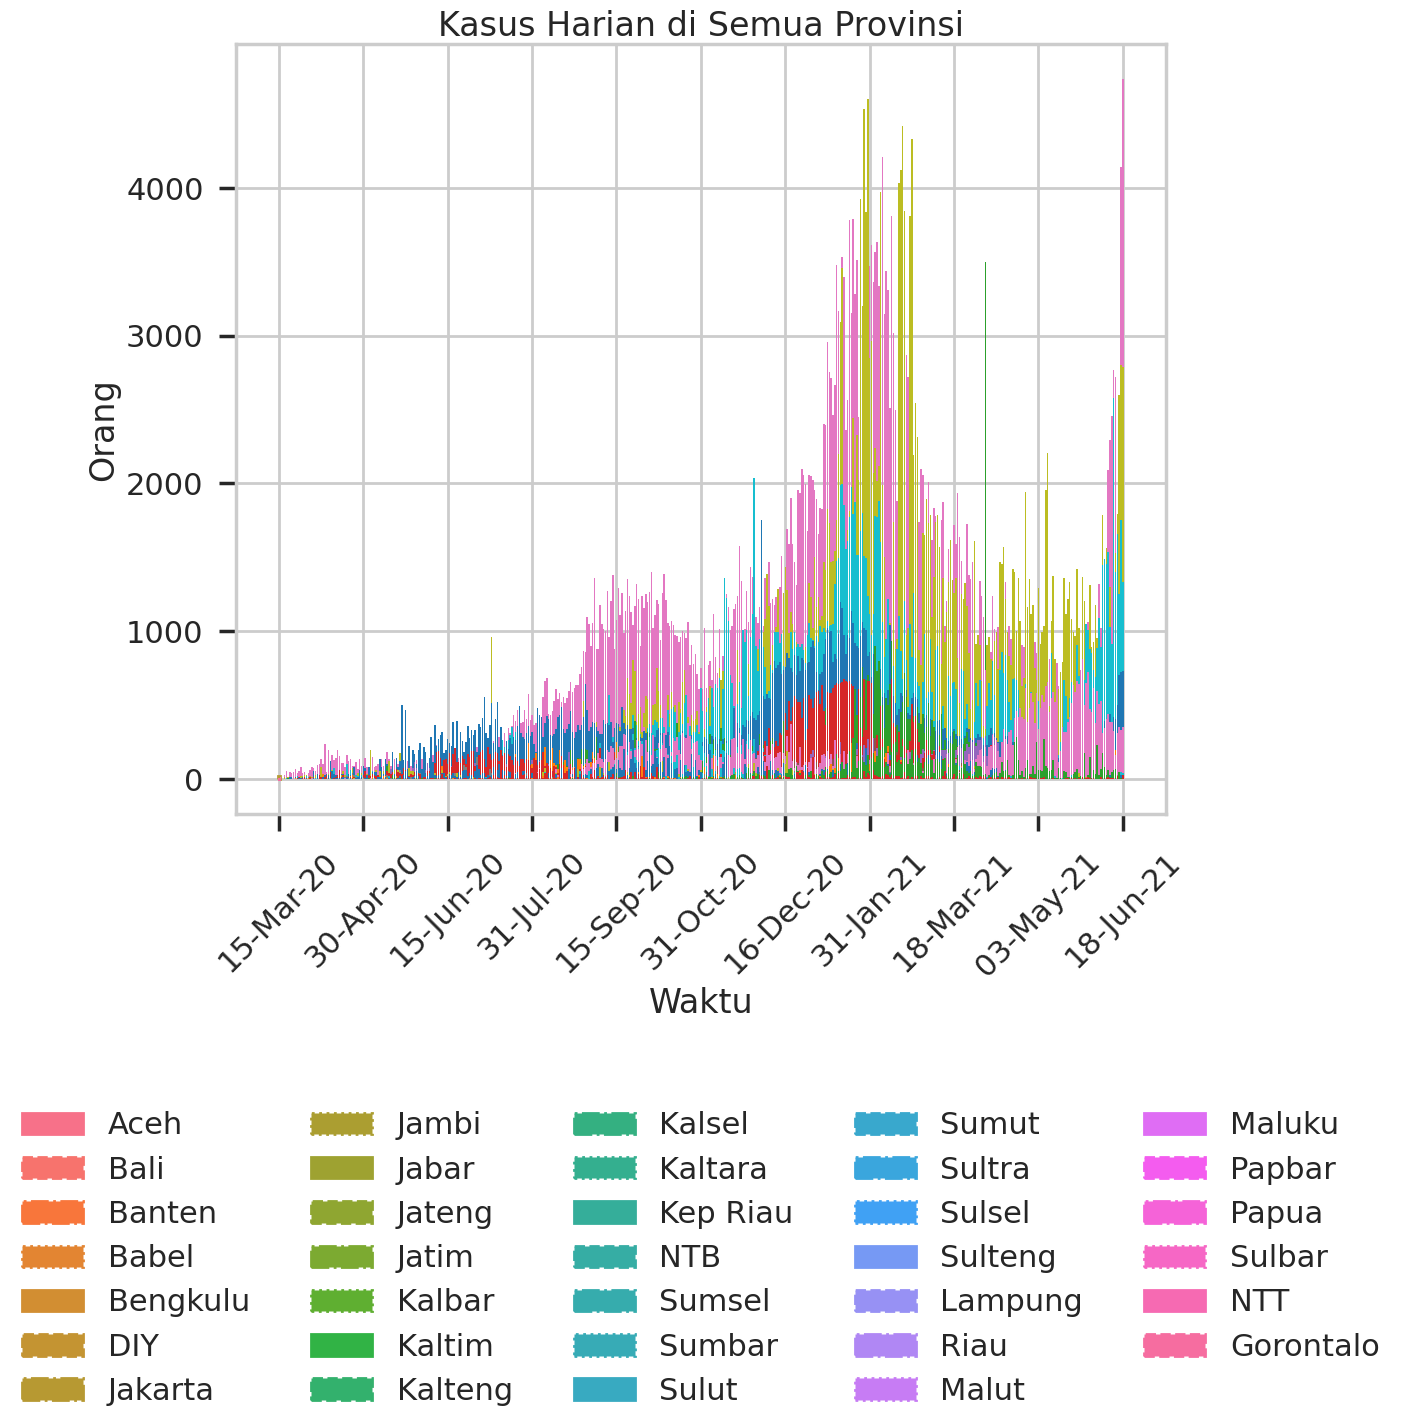 Kasus Harian di Semua Provinsi
4000
3000
2000
1000
0
Orang
15-Mar-20
30-Apr-20
15-Jun-20
31-Jul-20
15-Sep-20
31-Oct-20
16-Dec-20
31-Jan-21
18-Mar-21
03-May-21
18-Jun-21
Waktu
Aceh
Bali
Banten
Babel
Bengkulu
DIY
Jakarta
Jambi
Jabar
Jateng
Jatim
Kalbar
Kaltim
Kalteng
Kalsel
Kaltara
Kep Riau
NTB
Sumsel
Sumbar
Sulut
Sumut
Sultra
Sulsel
Sulteng
Lampung
Riau
Malut
Maluku
Papbar
Papua
Sulbar
NTT
Gorontalo